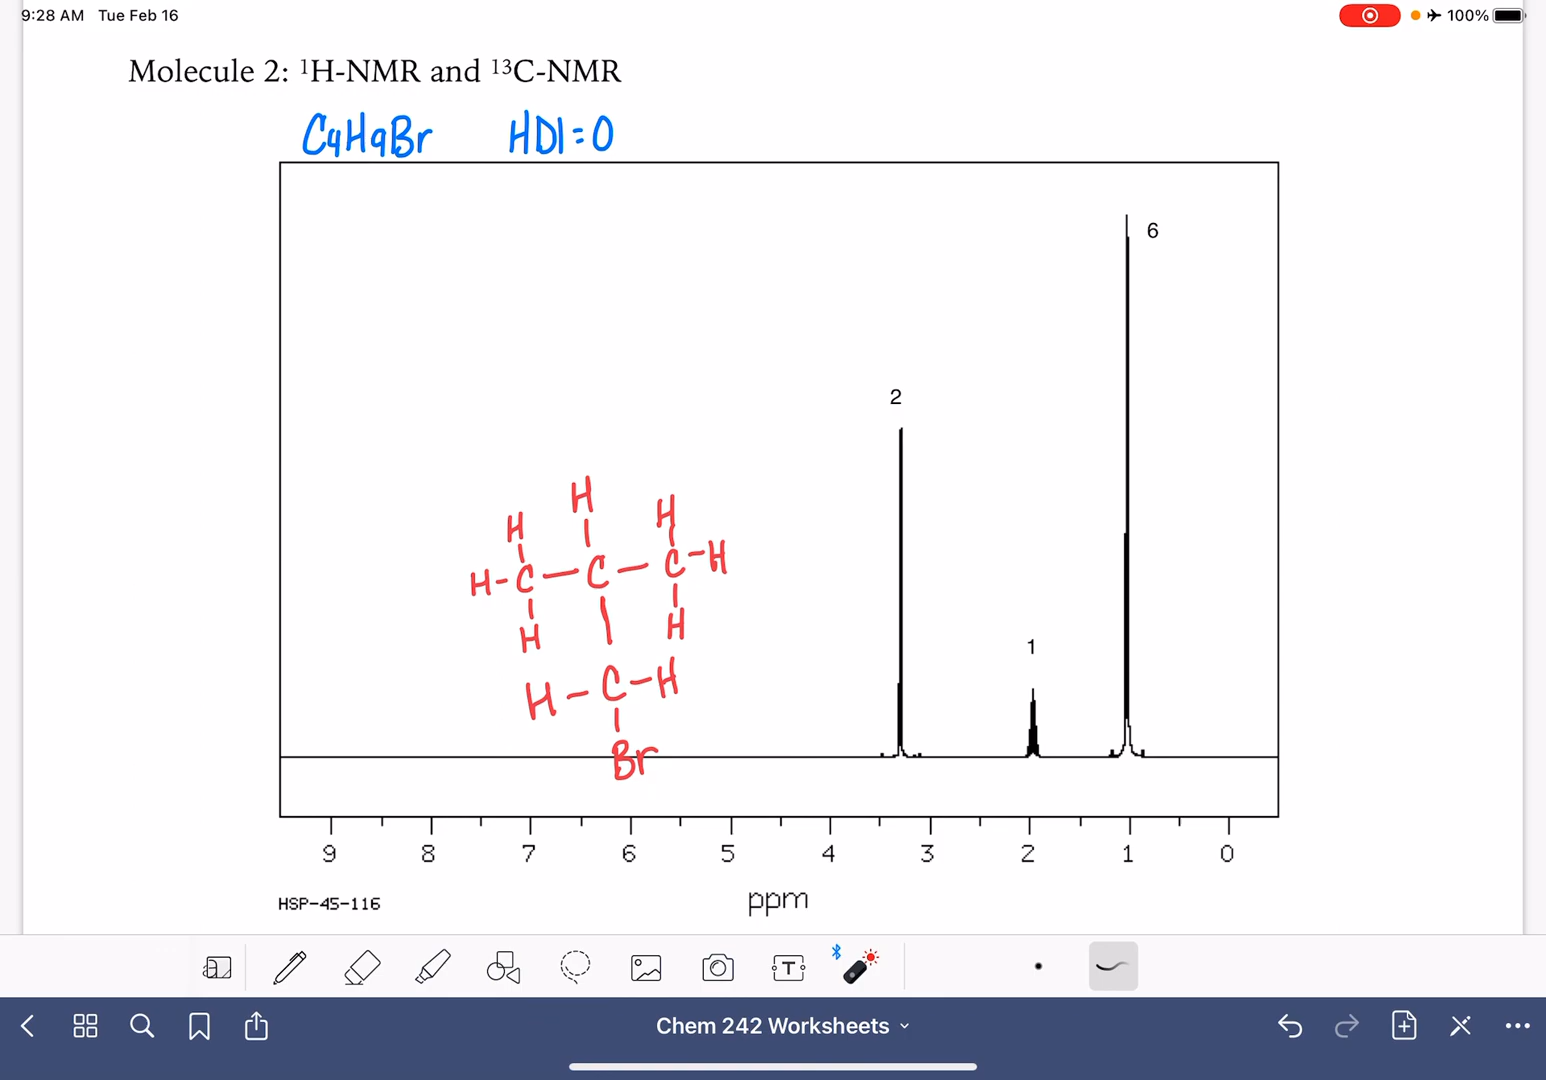 9:28 AM Tue Feb 16
100%
Molecule 2: ¹H-NMR and ¹³C-NMR
C4H9Br HDI=0
6
2
H
H H
H-C-C-C-H
H H
1
H-C-H
Br
9 8 7 6 5 4 3 2 1 0
HSP-45-116
ppm
a
T
Chem 242 Worksheets